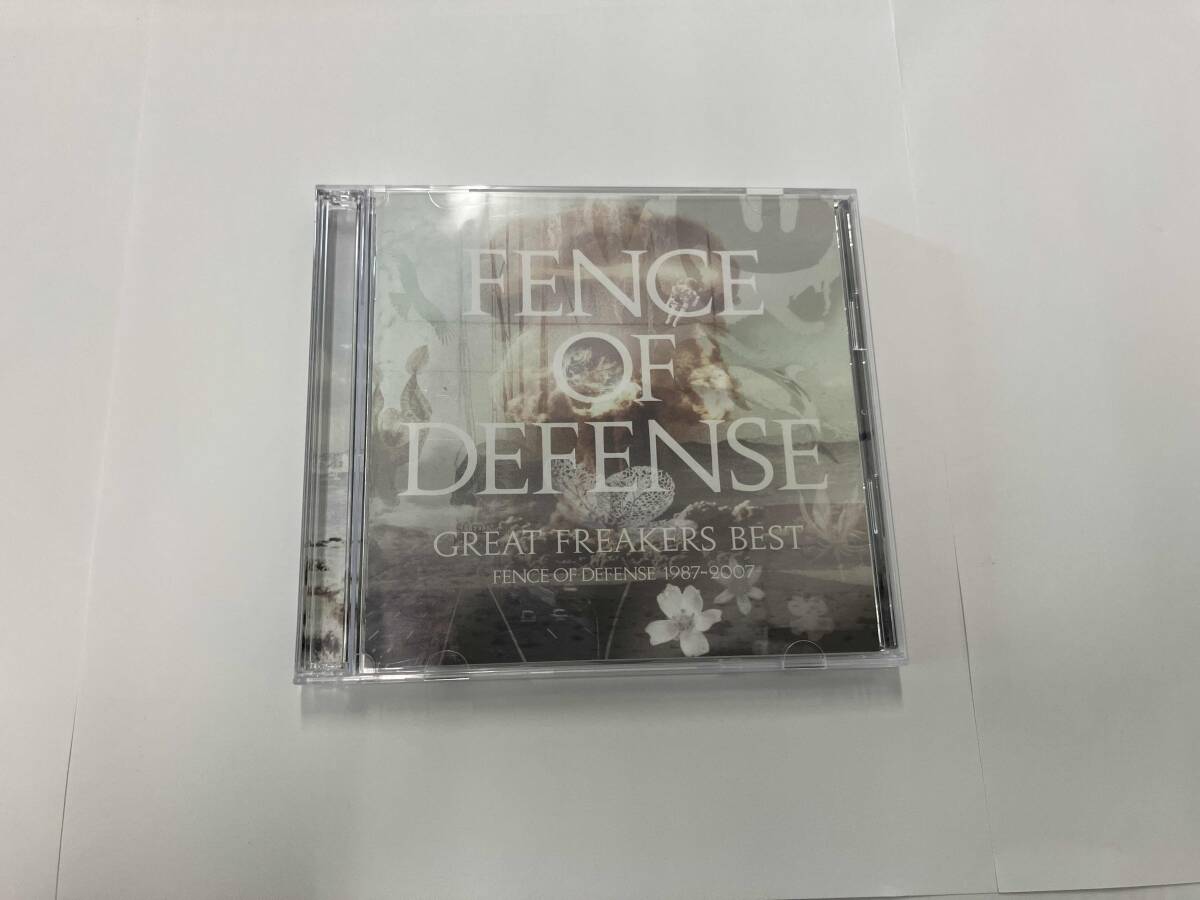 FENCE
OF
DEFENSE
GREAT FREAKERS BEST
FENCE OF DEFENSE 1987-2007